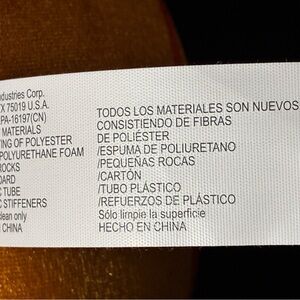 ndustries Corp.
TX 75019 U.S.A.
PA-16197(CN)
MATERIALS
TING OF POLYESTER
POLYURETHANE FOAM
ROCKS
OARD
C TUBE
C STIFFENERS
lean only
CHINA
TODOS LOS MATERIALES SON NUEVOS
CONSISTIENDO DE FIBRAS
DE POLIÉSTER
/ESPUMA DE POLIURETANO
/PEQUEÑAS ROCAS
/CARTÓN
/TUBO PLÁSTICO
/REFUERZOS DE PLÁSTICO
Sólo limpie la superficie
HECHO EN CHINA